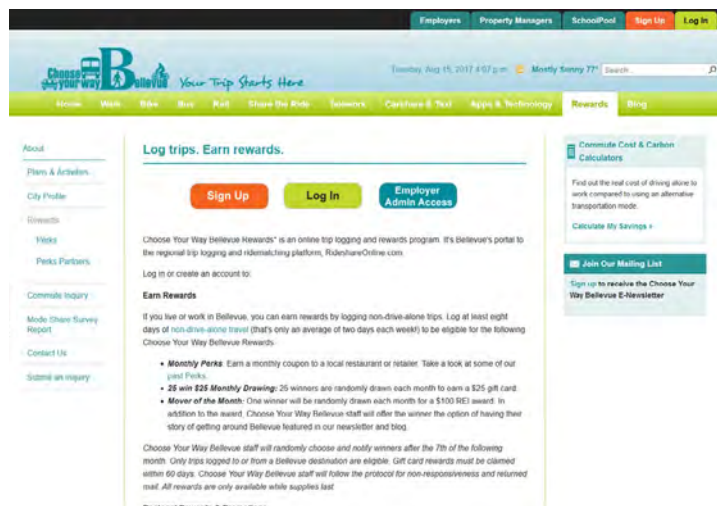 Employers Property Managers SchoolPool Sign Up Log In
Choose your way Bellevue
Your Trip Starts Here
Tuesday, Aug 15, 2017 4:07 p.m. Mostly Sunny 77° Search...
Home Walk Bike Bus Rail Share the Ride Telework Carshare & Taxi Apps & Technology Rewards Blog
About
Plans & Activities
City Profile
Rewards
Perks
Perks Partners
Commute Inquiry
Mode Share Survey
Report
Contact Us
Submit an Inquiry
Log trips. Earn rewards.
Sign Up
Log In
Employer
Admin Access
Choose Your Way Bellevue Rewards* is an online trip logging and rewards program. It's Bellevue's portal to
the regional trip logging and ridematching platform, RideshareOnline.com
Log in or create an account to:
Earn Rewards
If you live or work in Bellevue, you can earn rewards by logging non-drive-alone trips. Log at least eight
days of non-drive-alone travel (that's only an average of two days each week!) to be eligible for the following
Choose Your Way Bellevue Rewards
• Monthly Perks: Earn a monthly coupon to a local restaurant or retailer. Take a look at some of our
past Perks.
• 25 win $25 Monthly Drawing: 25 winners are randomly drawn each month to earn a $25 gift card.
• Mover of the Month: One winner will be randomly drawn each month for a $100 REI award. In
addition to the award, Choose Your Way Bellevue staff will offer the winner the option of having their
story of getting around Bellevue featured in our newsletter and blog.
Choose Your Way Bellevue staff will randomly choose and notify winners after the 7th of the following
month. Only trips logged to or from a Bellevue destination are eligible. Gift card rewards must be claimed
within 60 days. Choose Your Way Bellevue staff will follow the protocol for non-responsiveness and returned
mail. All rewards are only available while supplies last.
Commute Cost & Carbon
Calculators
Find out the real cost of driving alone to
work compared to using an alternative
transportation mode.
Calculate My Savings »
Join Our Mailing List
Sign up to receive the Choose Your
Way Bellevue E-Newsletter